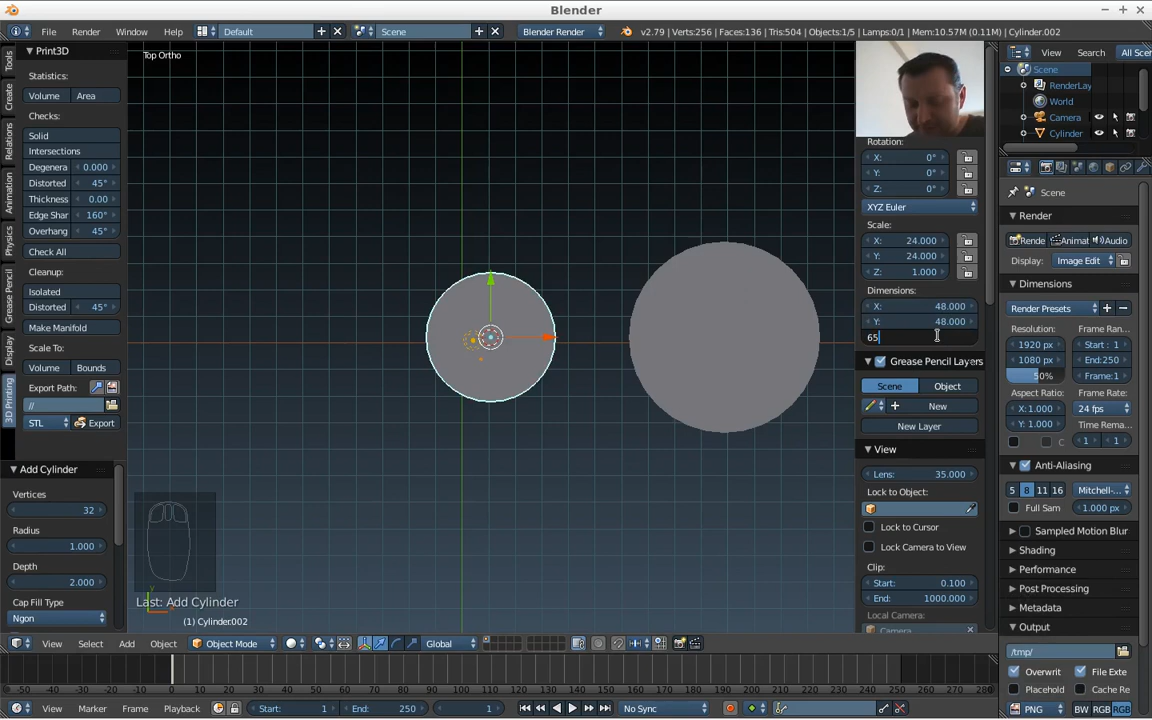 Blender
File Render Window Help Default Scene Blender Render v2.79 | Verts:256 | Faces:136 | Tris:504 | Objects:1/5 | Lamps:0/1 | Mem:10.57M (0.11M) | Cylinder.002
Tools
Create
Relations
Animation
Physics
Grease Pencil
Display
3D Printing
Print3D
Statistics:
Volume Area
Checks:
Solid
Intersections
Degenera 0.000
Distorted 45°
Thickness 0.00
Edge Shar 160°
Overhang 45°
Check All
Cleanup:
Isolated
Distorted 45°
Make Manifold
Scale To:
Volume Bounds
Export Path:
//
STL Export
Add Cylinder
Vertices
32
Radius
1.000
Depth
2.000
Cap Fill Type
Ngon
Top Ortho
Last: Add Cylinder
(1) Cylinder.002
Rotation:
X: 0°
Y: 0°
Z: 0°
XYZ Euler
Scale:
X: 24.000
Y: 24.000
Z: 1.000
Dimensions:
X: 48.000
Y: 48.000
65
Grease Pencil Layers
Scene Object
New
New Layer
View
Lens: 35.000
Lock to Object:
Lock to Cursor
Lock Camera to View
Clip:
Start: 0.100
End: 1000.000
Local Camera:
Camera
View Search All Scen
Scene
RenderLay
World
Camera
Cylinder
Scene
Render
Rende Animat Audio
Display: Image Edit
Dimensions
Render Presets
Resolution: Frame Ran...
1920 px Start : 1
1080 px End:250
50% Frame:1
Aspect Ratio: Frame Rate:
X:1.000 24 fps
Y: 1.000 Time Rema...
C 1 1
Anti-Aliasing
5 8 11 16 Mitchell-...
Full Sam 1.000 px
Sampled Motion Blur
Shading
Performance
Post Processing
Metadata
Output
/tmp/
Overwrit File Exte
Placehold Cache Re
PNG BW RGB RGB
View Select Add Object Object Mode Global
-50 -40 -30 -20 -10 0 10 20 30 40 50 60 70 80 90 100 110 120 130 140 150 160 170 180 190 200 210 220 230 240 250 260 270 280
View Marker Frame Playback Start: 1 End: 250 1 No Sync